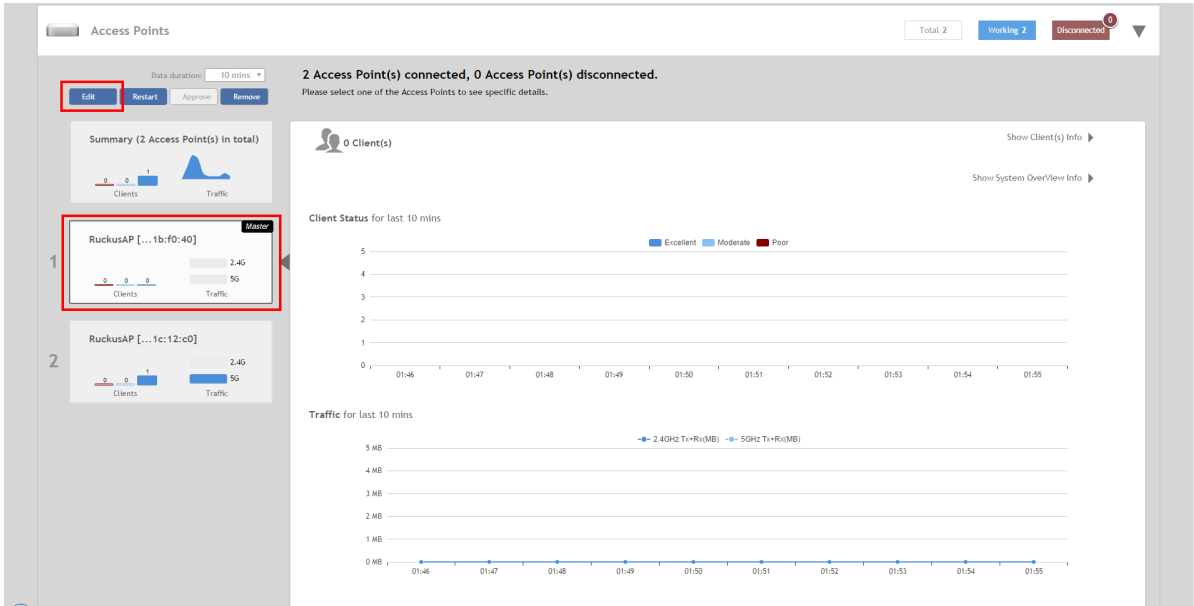 Access Points
Total 2
Working 2
Disconnected
0
Data duration: 10 mins
Edit
Restart
Approve
Remove
2 Access Point(s) connected, 0 Access Point(s) disconnected.
Please select one of the Access Points to see specific details.
Summary (2 Access Point(s) in total)
0 0 1
Clients
Traffic
1
Master
RuckusAP [...1b:f0:40]
2.4G
5G
0 0 0
Clients
Traffic
2
RuckusAP [...1c:12:c0]
2.4G
5G
0 0 1
Clients
Traffic
0 Client(s)
Show Client(s) Info
Show System OverView Info
Client Status for last 10 mins
Excellent Moderate Poor
5
4
3
2
1
0
01:46 01:47 01:48 01:49 01:50 01:51 01:52 01:53 01:54 01:55
Traffic for last 10 mins
2.4GHz Tx+Rx(MB) 5GHz Tx+Rx(MB)
5 MB
4 MB
3 MB
2 MB
1 MB
0 MB
01:46 01:47 01:48 01:49 01:50 01:51 01:52 01:53 01:54 01:55